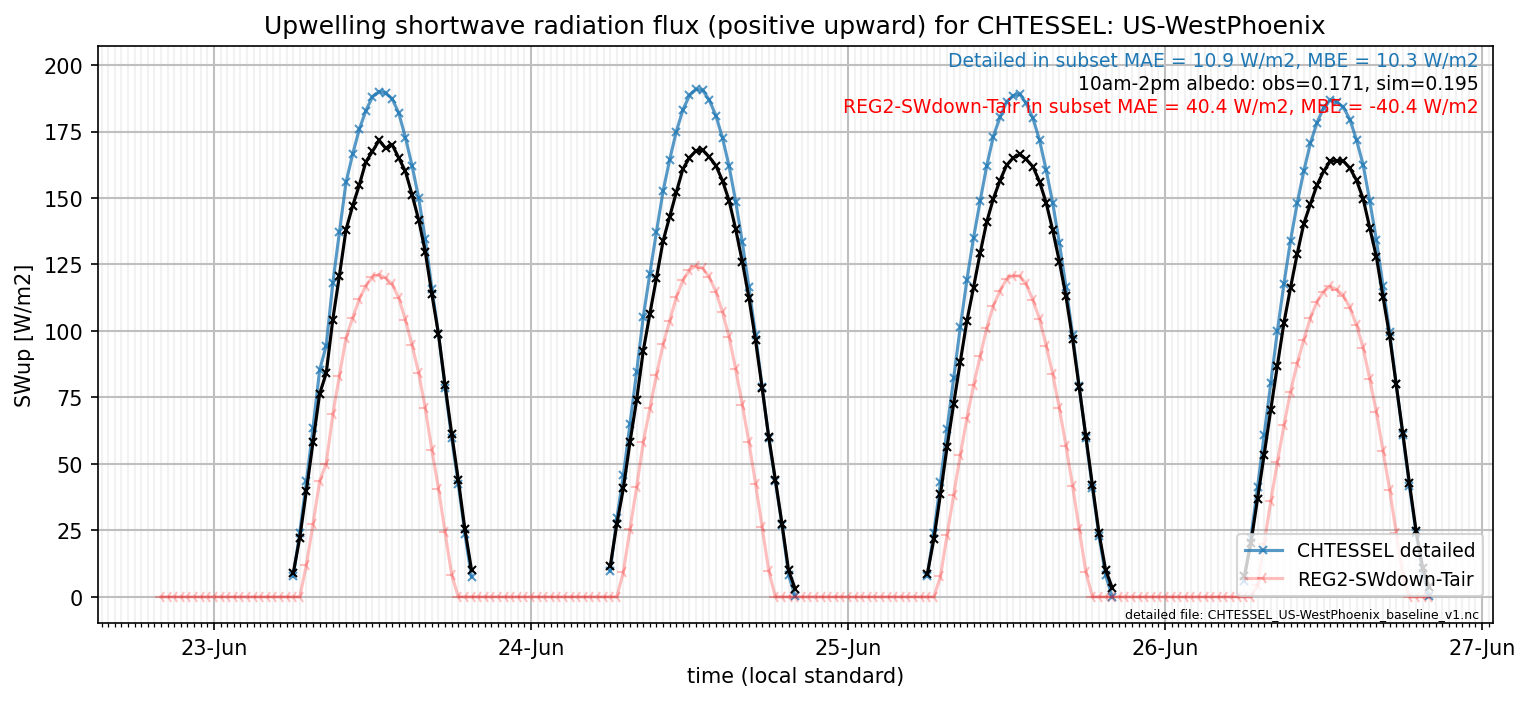 Upwelling shortwave radiation flux (positive upward) for CHTESSEL: US-WestPhoenix
Detailed in subset MAE = 10.9 W/m2, MBE = 10.3 W/m2
10am-2pm albedo: obs=0.171, sim=0.195
REG2-SWdown-Tair in subset MAE = 40.4 W/m2, MBE = -40.4 W/m2
SWup [W/m2]
200
175
150
125
100
75
50
25
0
CHTESSEL detailed
REG2-SWdown-Tair
detailed file: CHTESSEL_US-WestPhoenix_baseline_v1.nc
23-Jun 24-Jun 25-Jun 26-Jun 27-Jun
time (local standard)